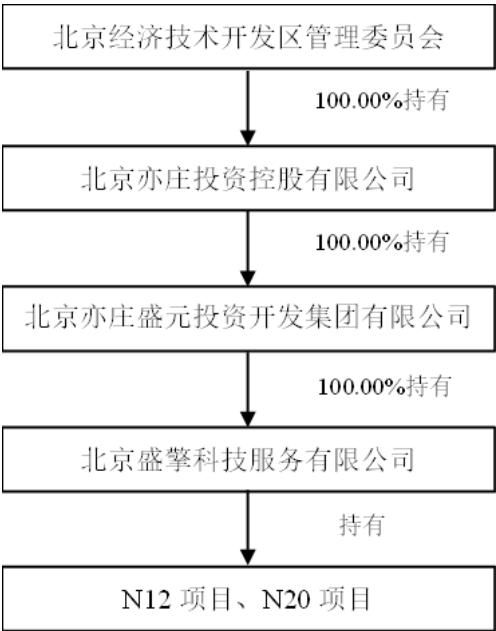 北京经济技术开发区管理委员会
100.00%持有
北京亦庄投资控股有限公司
100.00%持有
北京亦庄盛元投资开发集团有限公司
100.00%持有
北京盛擎科技服务有限公司
持有
N12 项目、N20 项目